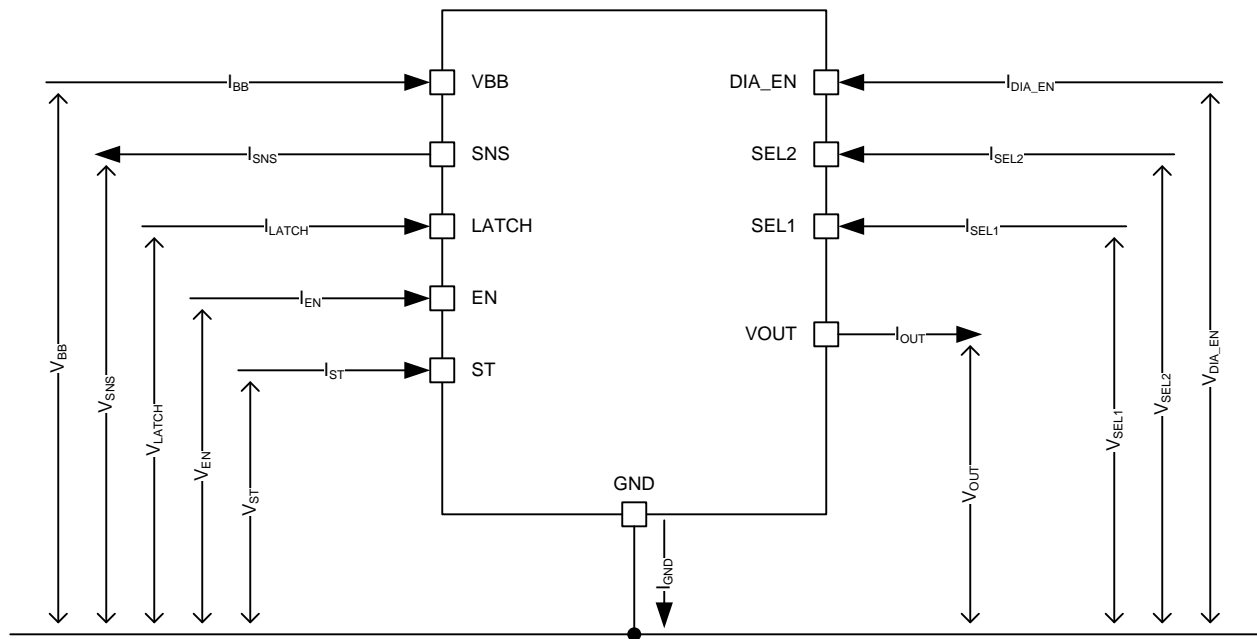 I_BB VBB DIA_EN I_DIA_EN
I_SNS SNS SEL2 I_SEL2
I_LATCH LATCH SEL1 I_SEL1
I_EN EN
VOUT I_OUT
I_ST ST
V_BB
V_SNS
V_LATCH
V_EN
V_ST
GND
I_GND
V_OUT
V_SEL1
V_SEL2
V_DIA_EN